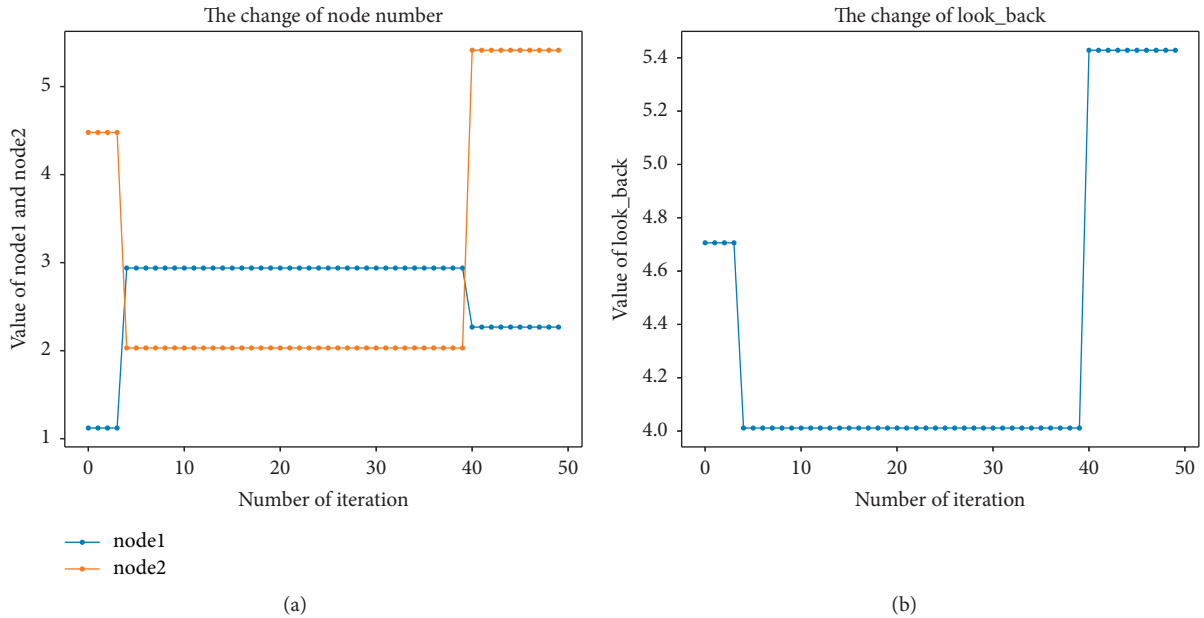 The change of node number
5
4
3
2
1
Value of node1 and node2
0 10 20 30 40 50
Number of iteration
node1
node2
(a)
The change of look_back
5.4
5.2
5.0
4.8
4.6
4.4
4.2
4.0
Value of look_back
0 10 20 30 40 50
Number of iteration
(b)